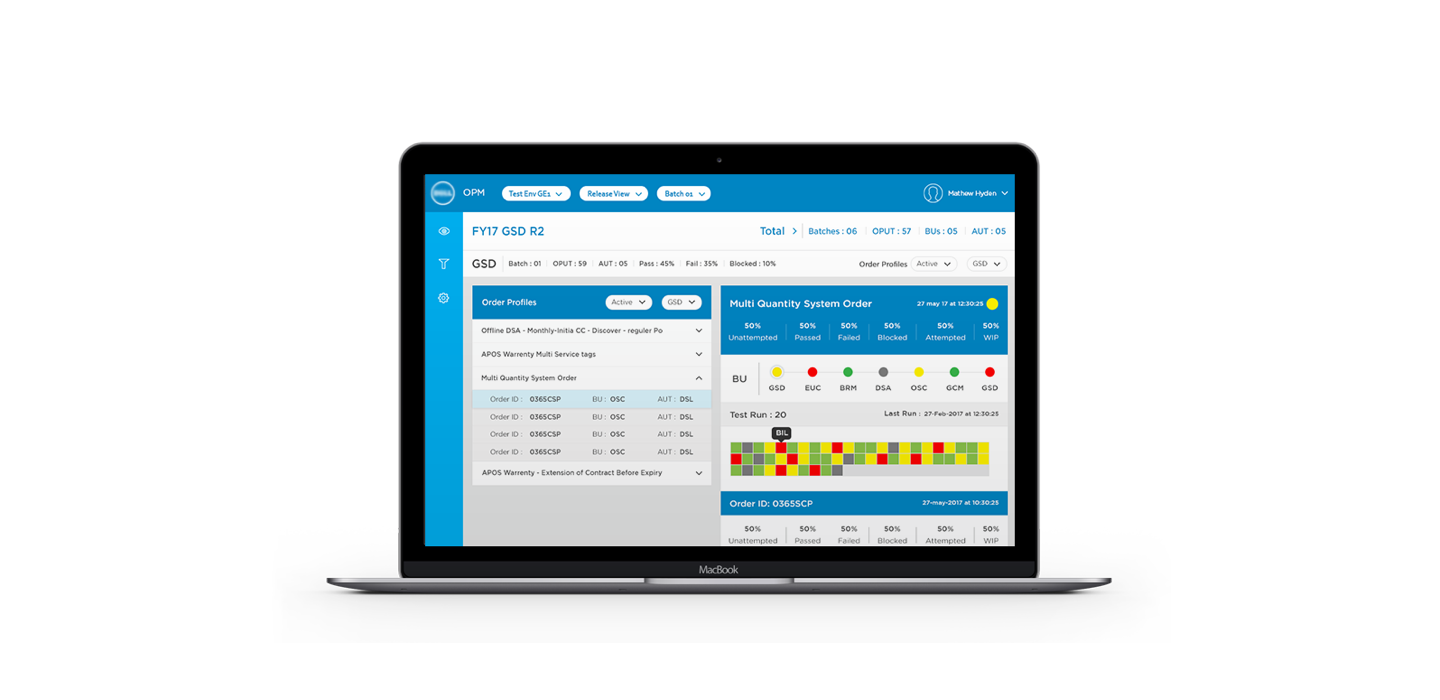 OPM
Test Env GE1
Release View
Batch 01
Mathow Hyden
FY17 GSD R2
Total > Batches : 06 OPUT : 57 BUs : 05 AUT : 05
GSD Batch : 01 OPUT : 59 AUT : 05 Pass : 45% Fail : 35% Blocked : 10%
Order Profiles Active GSD
Order Profiles Active GSD
Offline DSA - Monthly-Initia CC - Discover - reguler Po
APOS Warrenty Multi Service tags
Multi Quantity System Order
Order ID : 0365CSP BU : OSC AUT : DSL
Order ID : 0365CSP BU : OSC AUT : DSL
Order ID : 0365CSP BU : OSC AUT : DSL
Order ID : 0365CSP BU : OSC AUT : DSL
APOS Warrenty - Extension of Contract Before Expiry
Multi Quantity System Order 27 may 17 at 12:30:25
50% 50% 50% 50% 50% 50%
Unattempted Passed Failed Blocked Attempted WIP
BU
GSD EUC BRM DSA OSC GCM GSD
Test Run : 20 Last Run : 27-Feb-2017 at 12:30:25
BIL
Order ID: 0365SCP 27-may-2017 at 10:30:25
50% 50% 50% 50% 50% 50%
Unattempted Passed Failed Blocked Attempted WIP
MacBook